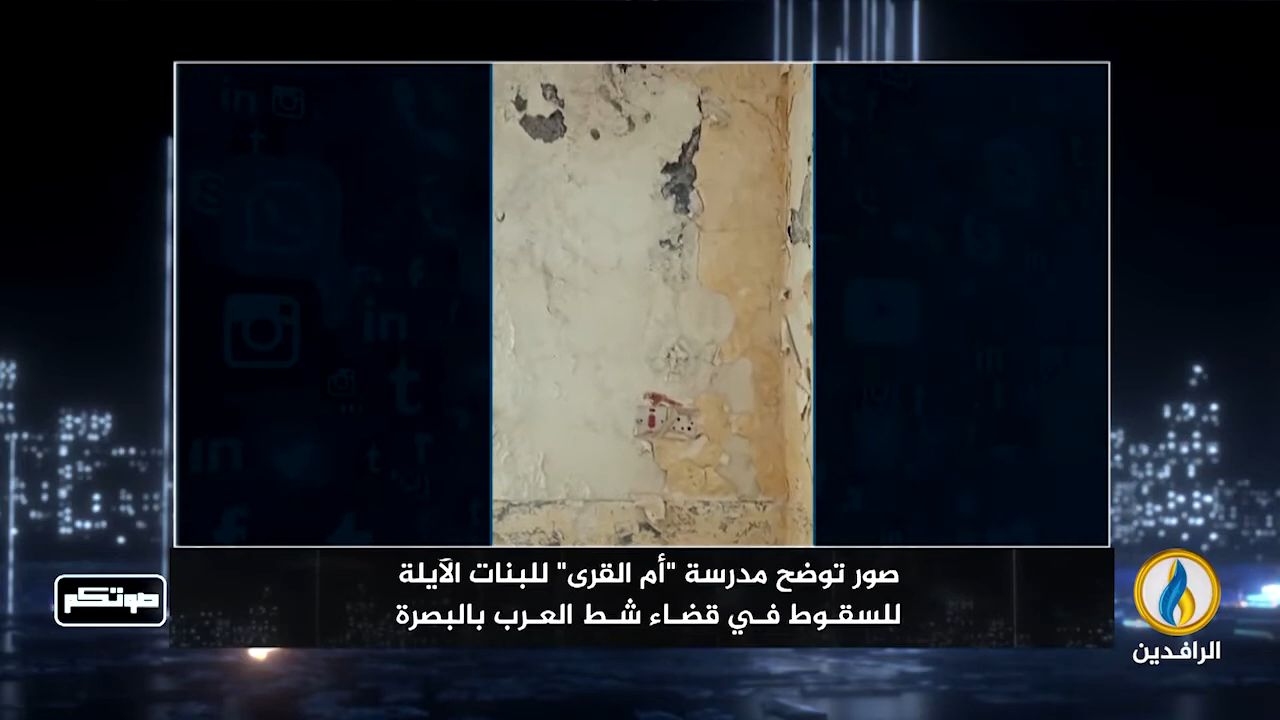 صور توضح مدرسة "أم القرى" للبنات الآيلة
للسقوط في قضاء شط العرب بالبصرة
صوتكم
الرافدين